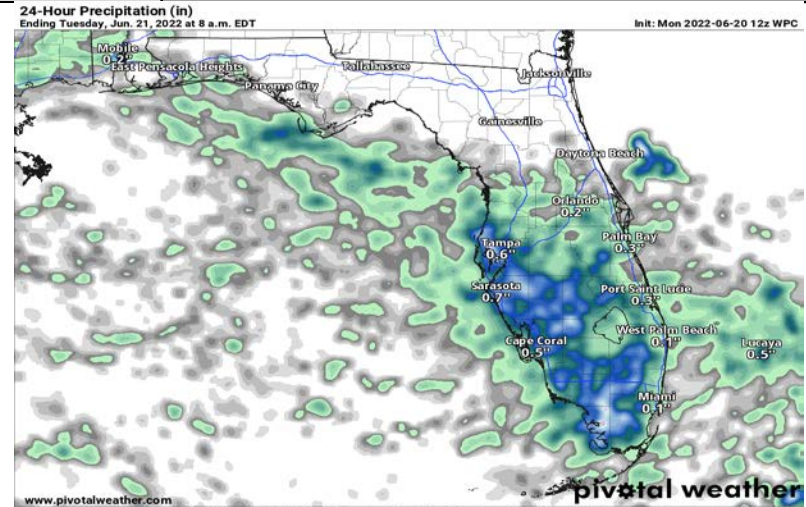 24-Hour Precipitation (in)
Ending Tuesday, Jun. 21, 2022 at 8 a.m. EDT
Init: Mon 2022-06-20 12z WPC
Mobile
0.2"
East Pensacola Heights
Tallahassee
Jacksonville
Panama City
Gainesville
Daytona Beach
Orlando
0.2"
Tampa
0.6"
Palm Bay
0.3"
Sarasota
0.7"
Port Saint Lucie
0.3"
West Palm Beach
0.1"
Cape Coral
0.5"
Lucaya
0.5"
Miami
0.1"
www.pivotalweather.com
pivotal weather